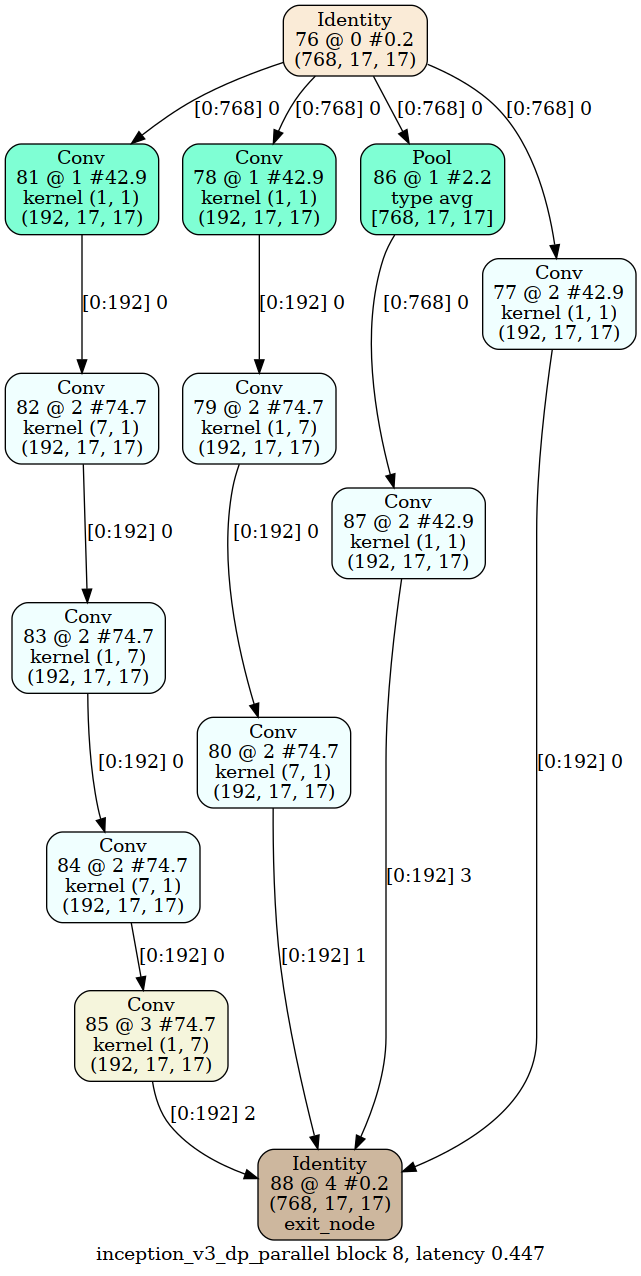 Identity
76 @ 0 #0.2
(768, 17, 17)
[0:768] 0
[0:768] 0
[0:768] 0
[0:768] 0
Conv
81 @ 1 #42.9
kernel (1, 1)
(192, 17, 17)
Conv
78 @ 1 #42.9
kernel (1, 1)
(192, 17, 17)
Pool
86 @ 1 #2.2
type avg
[768, 17, 17]
Conv
77 @ 2 #42.9
kernel (1, 1)
(192, 17, 17)
[0:192] 0
[0:192] 0
[0:768] 0
Conv
82 @ 2 #74.7
kernel (7, 1)
(192, 17, 17)
Conv
79 @ 2 #74.7
kernel (1, 7)
(192, 17, 17)
Conv
87 @ 2 #42.9
kernel (1, 1)
(192, 17, 17)
[0:192] 0
[0:192] 0
Conv
83 @ 2 #74.7
kernel (1, 7)
(192, 17, 17)
Conv
80 @ 2 #74.7
kernel (7, 1)
(192, 17, 17)
[0:192] 0
[0:192] 0
Conv
84 @ 2 #74.7
kernel (7, 1)
(192, 17, 17)
[0:192] 3
[0:192] 0
[0:192] 1
Conv
85 @ 3 #74.7
kernel (1, 7)
(192, 17, 17)
[0:192] 2
Identity
88 @ 4 #0.2
(768, 17, 17)
exit_node
inception_v3_dp_parallel block 8, latency 0.447